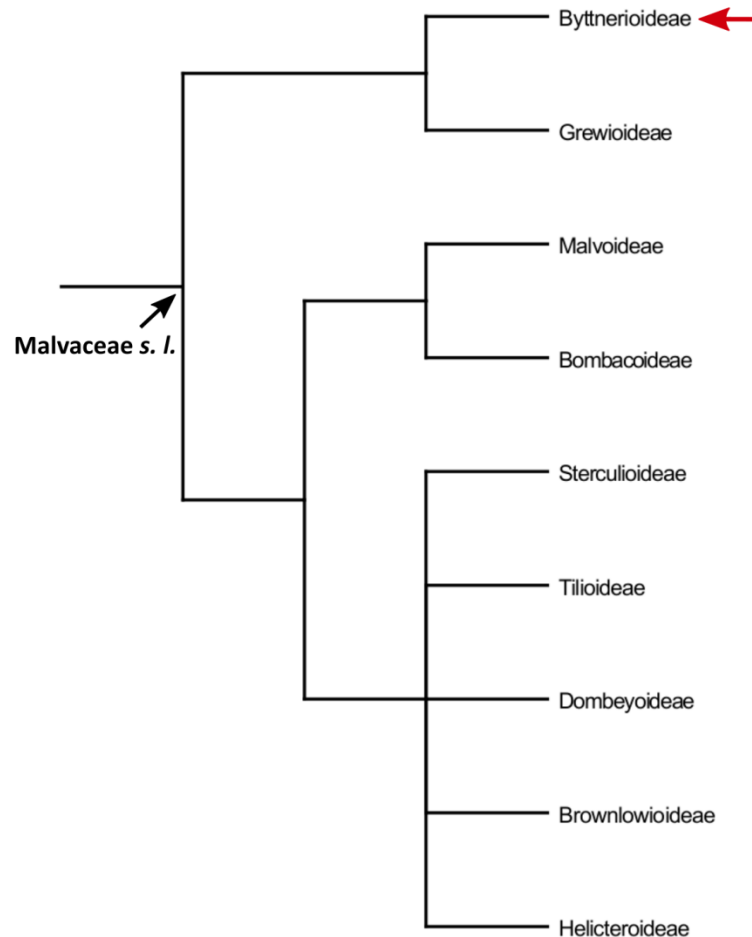 Byttnerioideae
Grewioideae
Malvoideae
Malvaceae s. l.
Bombacoideae
Sterculioideae
Tilioideae
Dombeyoideae
Brownlowioideae
Helicteroideae